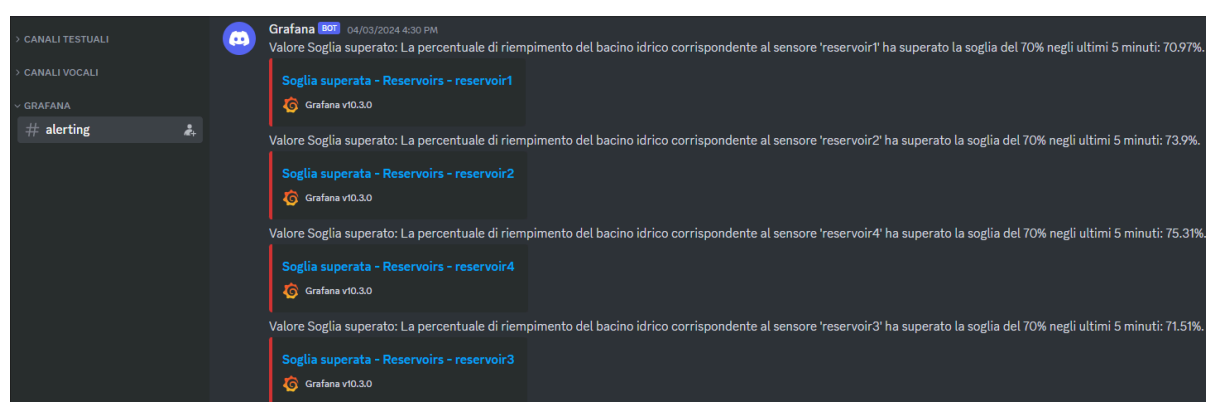 CANALI TESTUALI
CANALI VOCALI
GRAFANA
# alerting
Grafana BOT 04/03/2024 4:30 PM
Valore Soglia superato: La percentuale di riempimento del bacino idrico corrispondente al sensore 'reservoir1' ha superato la soglia del 70% negli ultimi 5 minuti: 70.97%.
Soglia superata - Reservoirs - reservoir1
Grafana v10.3.0
Valore Soglia superato: La percentuale di riempimento del bacino idrico corrispondente al sensore 'reservoir2' ha superato la soglia del 70% negli ultimi 5 minuti: 73.9%.
Soglia superata - Reservoirs - reservoir2
Grafana v10.3.0
Valore Soglia superato: La percentuale di riempimento del bacino idrico corrispondente al sensore 'reservoir4' ha superato la soglia del 70% negli ultimi 5 minuti: 75.31%.
Soglia superata - Reservoirs - reservoir4
Grafana v10.3.0
Valore Soglia superato: La percentuale di riempimento del bacino idrico corrispondente al sensore 'reservoir3' ha superato la soglia del 70% negli ultimi 5 minuti: 71.51%.
Soglia superata - Reservoirs - reservoir3
Grafana v10.3.0